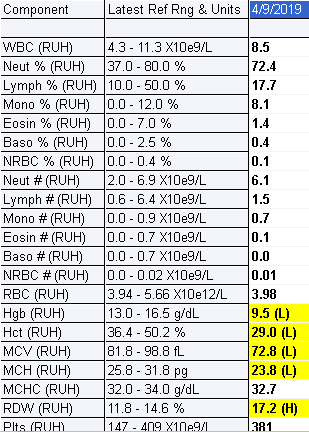 Component Latest Ref Rng & Units 4/9/2019
WBC (RUH) 4.3 - 11.3 X10e9/L 8.5
Neut % (RUH) 37.0 - 80.0 % 72.4
Lymph % (RUH) 10.0 - 50.0 % 17.7
Mono % (RUH) 0.0 - 12.0 % 8.1
Eosin % (RUH) 0.0 - 7.0 % 1.4
Baso % (RUH) 0.0 - 2.5 % 0.4
NRBC % (RUH) 0.0 - 0.4 % 0.1
Neut # (RUH) 2.0 - 6.9 X10e9/L 6.1
Lymph # (RUH) 0.6 - 6.4 X10e9/L 1.5
Mono # (RUH) 0.0 - 0.9 X10e9/L 0.7
Eosin # (RUH) 0.0 - 0.7 X10e9/L 0.1
Baso # (RUH) 0.0 - 0.7 X10e9/L 0.0
NRBC # (RUH) 0.0 - 0.02 X10e9/L 0.01
RBC (RUH) 3.94 - 5.66 X10e12/L 3.98
Hgb (RUH) 13.0 - 16.5 g/dL 9.5 (L)
Hct (RUH) 36.4 - 50.2 % 29.0 (L)
MCV (RUH) 81.8 - 98.8 fL 72.8 (L)
MCH (RUH) 25.8 - 31.8 pg 23.8 (L)
MCHC (RUH) 32.0 - 34.0 g/dL 32.7
RDW (RUH) 11.8 - 14.6 % 17.2 (H)
Plts (RUH) 147 - 409 X10e9/L 381